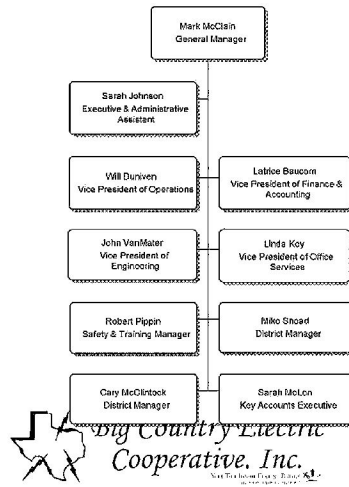 Mark McClain
General Manager
Sarah Johnson
Executive & Administrative
Assistant
Will Duniven
Vice President of Operations
Latrice Baucom
Vice President of Finance &
Accounting
John VanMater
Vice President of
Engineering
Linda Key
Vice President of Office
Services
Robert Pippin
Safety & Training Manager
Mike Snead
District Manager
Cary McClintock
District Manager
Sarah McLen
Key Accounts Executive
Big Country Electric
Cooperative, Inc.